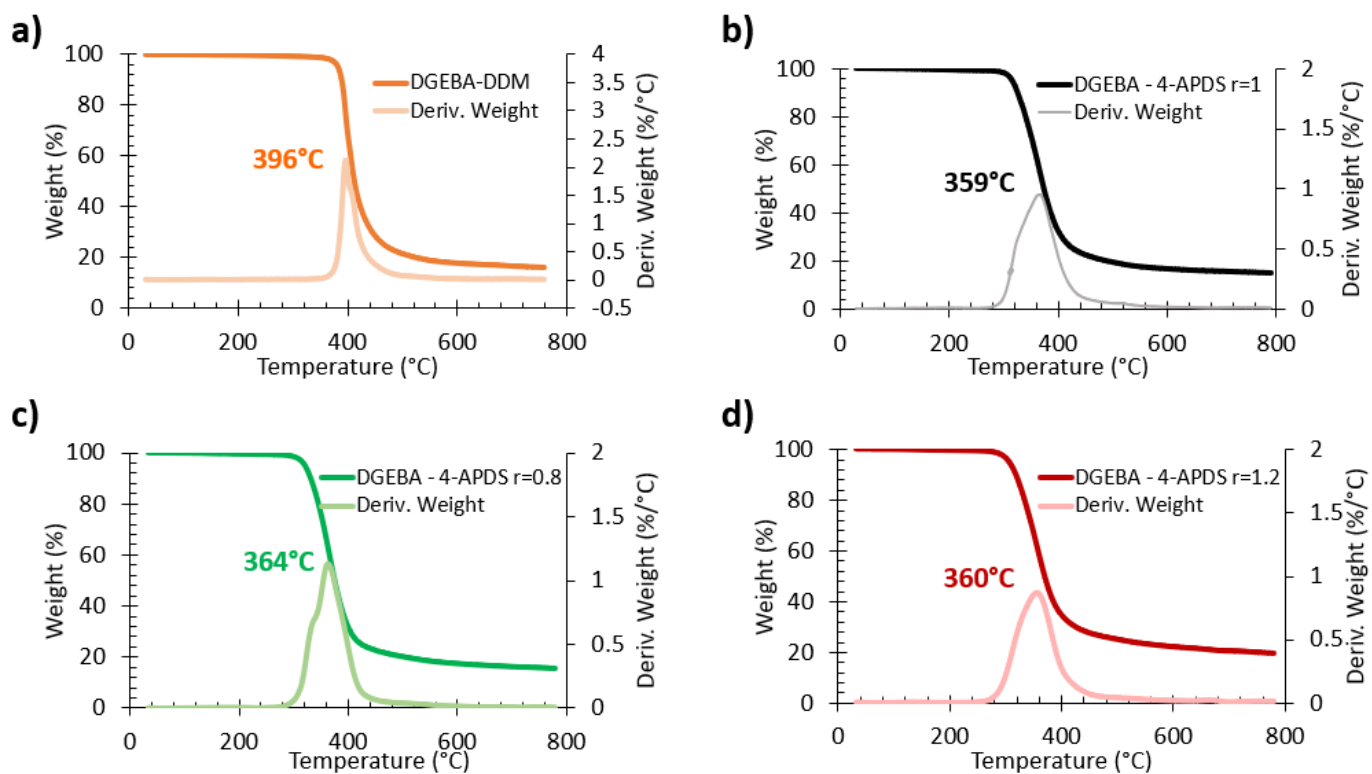 a)
100
80
60
40
20
0
Weight (%)
4
3.5
3
2.5
2
1.5
1
0.5
0
-0.5
Deriv. Weight (%/°C)
DGEBA-DDM
Deriv. Weight
396°C
0
200
400
600
800
Temperature (°C)
b)
100
80
60
40
20
0
Weight (%)
2
1.5
1
0.5
0
Deriv. Weight (%/°C)
DGEBA - 4-APDS r=1
Deriv. Weight
359°C
0
200
400
600
800
Temperature (°C)
c)
100
80
60
40
20
0
Weight (%)
2
1.5
1
0.5
0
Deriv. Weight (%/°C)
DGEBA - 4-APDS r=0.8
Deriv. Weight
364°C
0
200
400
600
800
Temperature (°C)
d)
100
80
60
40
20
0
Weight (%)
2
1.5
1
0.5
0
Deriv. Weight (%/°C)
DGEBA - 4-APDS r=1.2
Deriv. Weight
360°C
0
200
400
600
800
Temperature (°C)